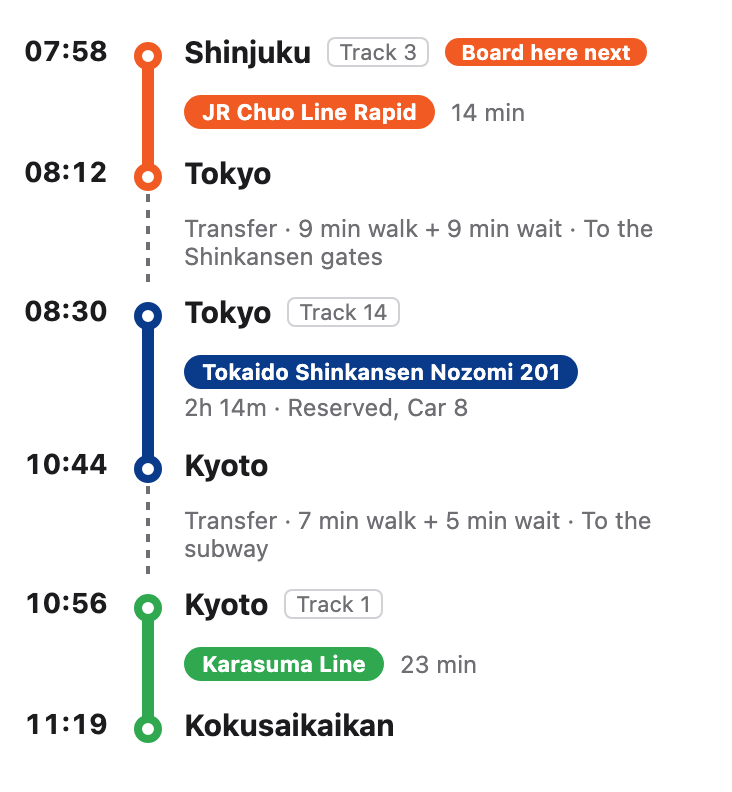 07:58 Shinjuku Track 3 Board here next
JR Chuo Line Rapid 14 min
08:12 Tokyo
Transfer · 9 min walk + 9 min wait · To the
Shinkansen gates
08:30 Tokyo Track 14
Tokaido Shinkansen Nozomi 201
2h 14m · Reserved, Car 8
10:44 Kyoto
Transfer · 7 min walk + 5 min wait · To the
subway
10:56 Kyoto Track 1
Karasuma Line 23 min
11:19 Kokusaikaikan